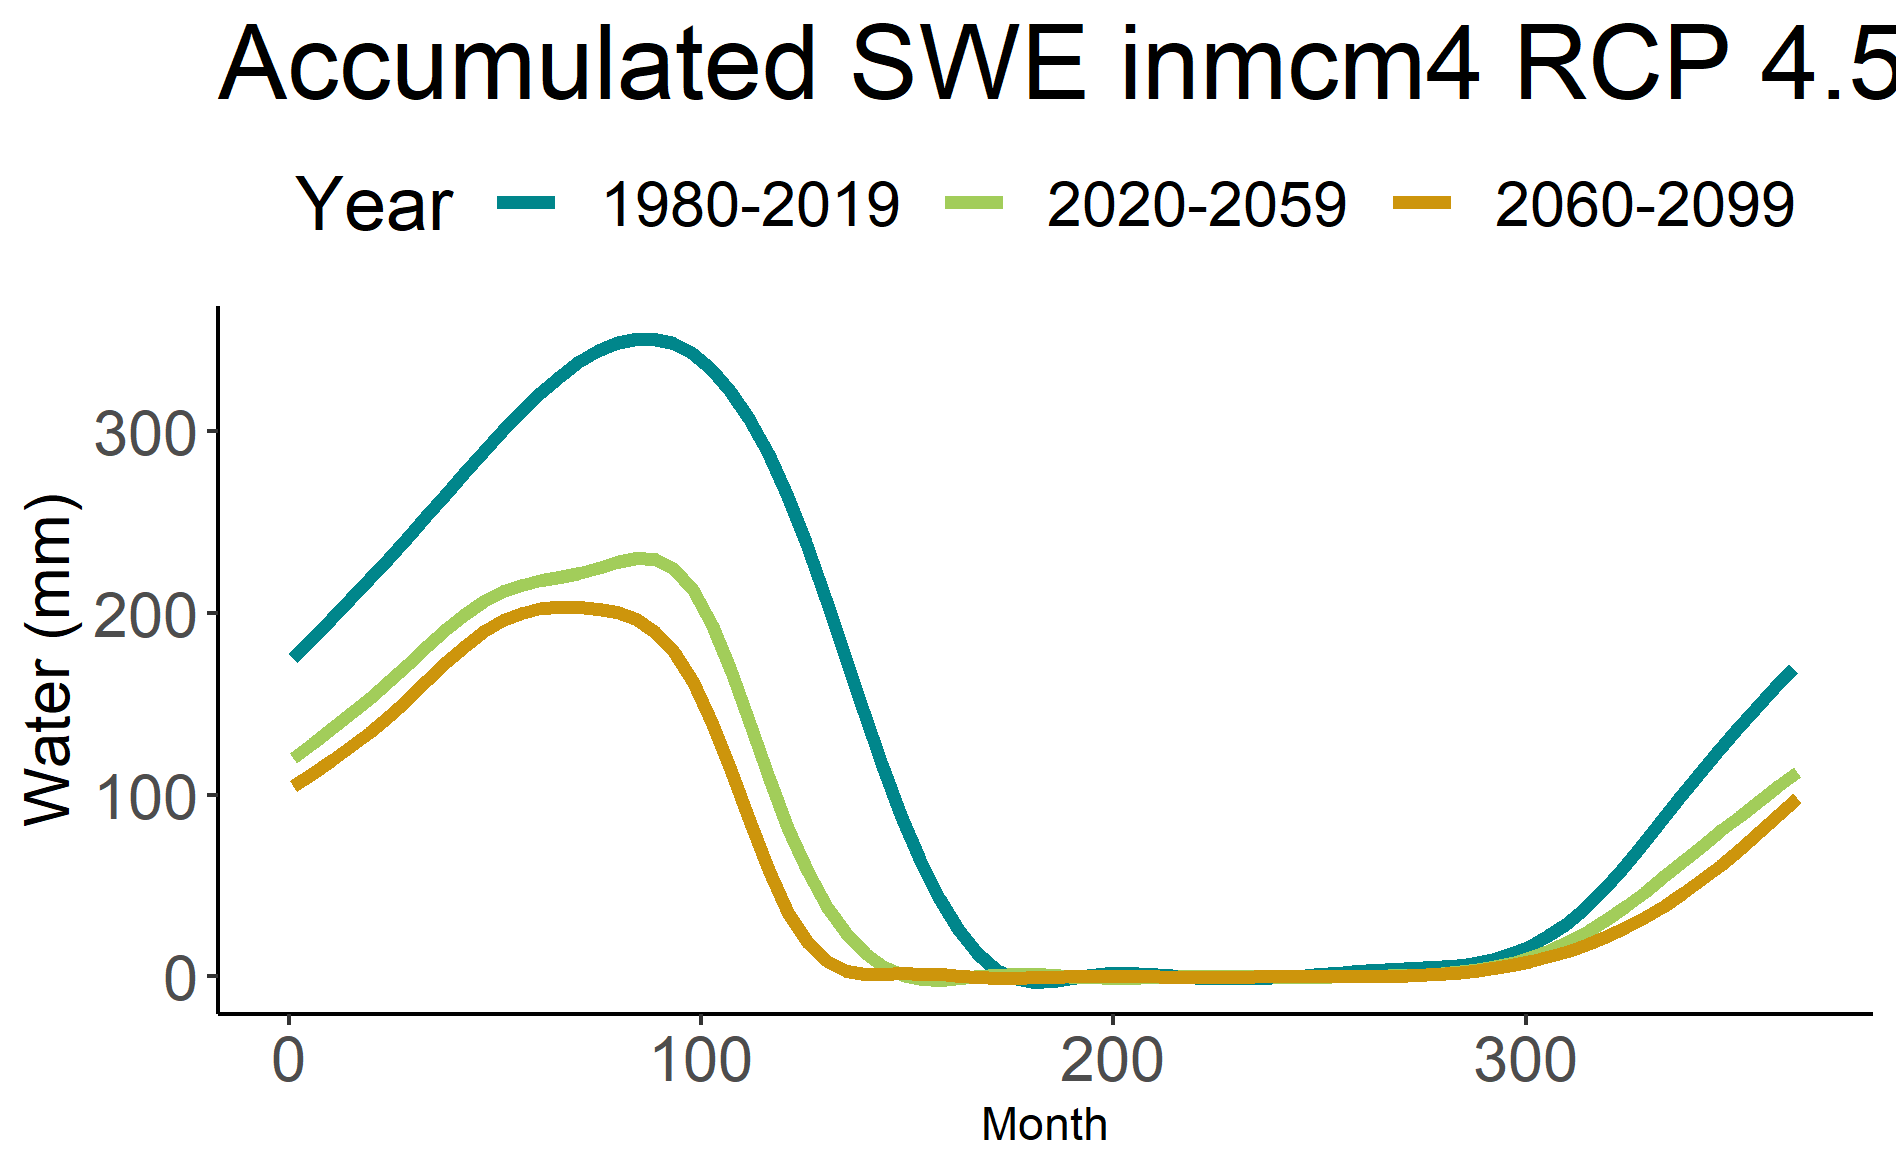 Accumulated SWE inmcm4 RCP 4.5
Year 1980-2019 2020-2059 2060-2099
Water (mm)
300
200
100
0
0 100 200 300
Month